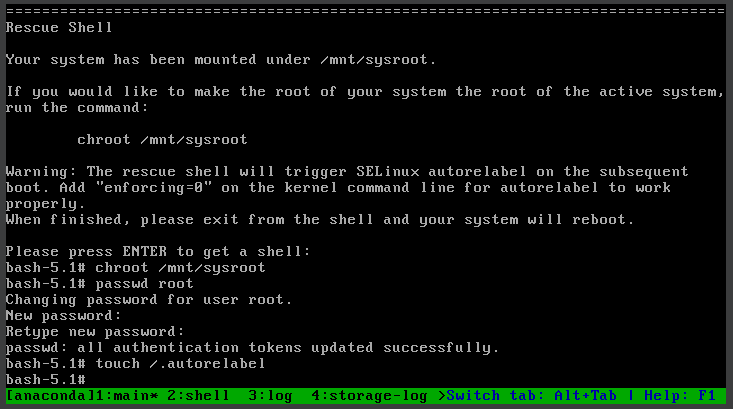 ================================================================================
Rescue Shell
Your system has been mounted under /mnt/sysroot.
If you would like to make the root of your system the root of the active system,
run the command:
chroot /mnt/sysroot
Warning: The rescue shell will trigger SELinux autorelabel on the subsequent
boot. Add "enforcing=0" on the kernel command line for autorelabel to work
properly.
When finished, please exit from the shell and your system will reboot.
Please press ENTER to get a shell:
bash-5.1# chroot /mnt/sysroot
bash-5.1# passwd root
Changing password for user root.
New password:
Retype new password:
passwd: all authentication tokens updated successfully.
bash-5.1# touch /.autorelabel
bash-5.1#
[anaconda]1:main* 2:shell  3:log  4:storage-log >Switch tab: Alt+Tab | Help: F1